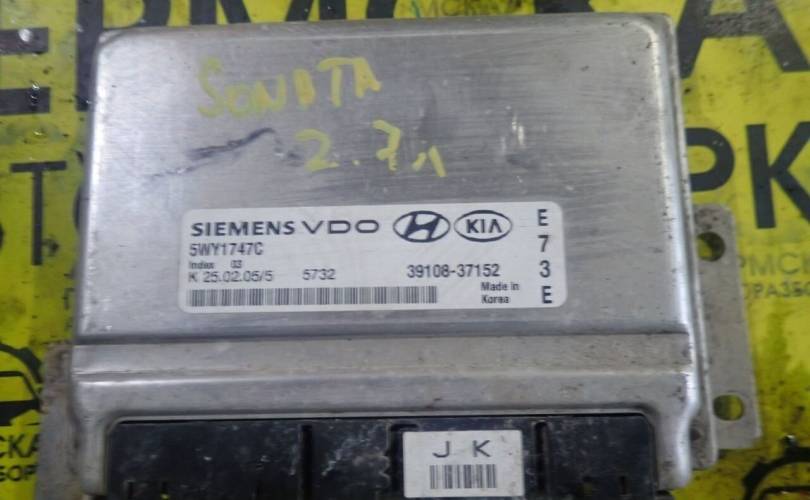 SONATA
2.7л
SIEMENS VDO KIA
5WY1747C
Index 03
K 25.02.05/5 5732 39108-37152
Made in
Korea
E
7
3
E
J K